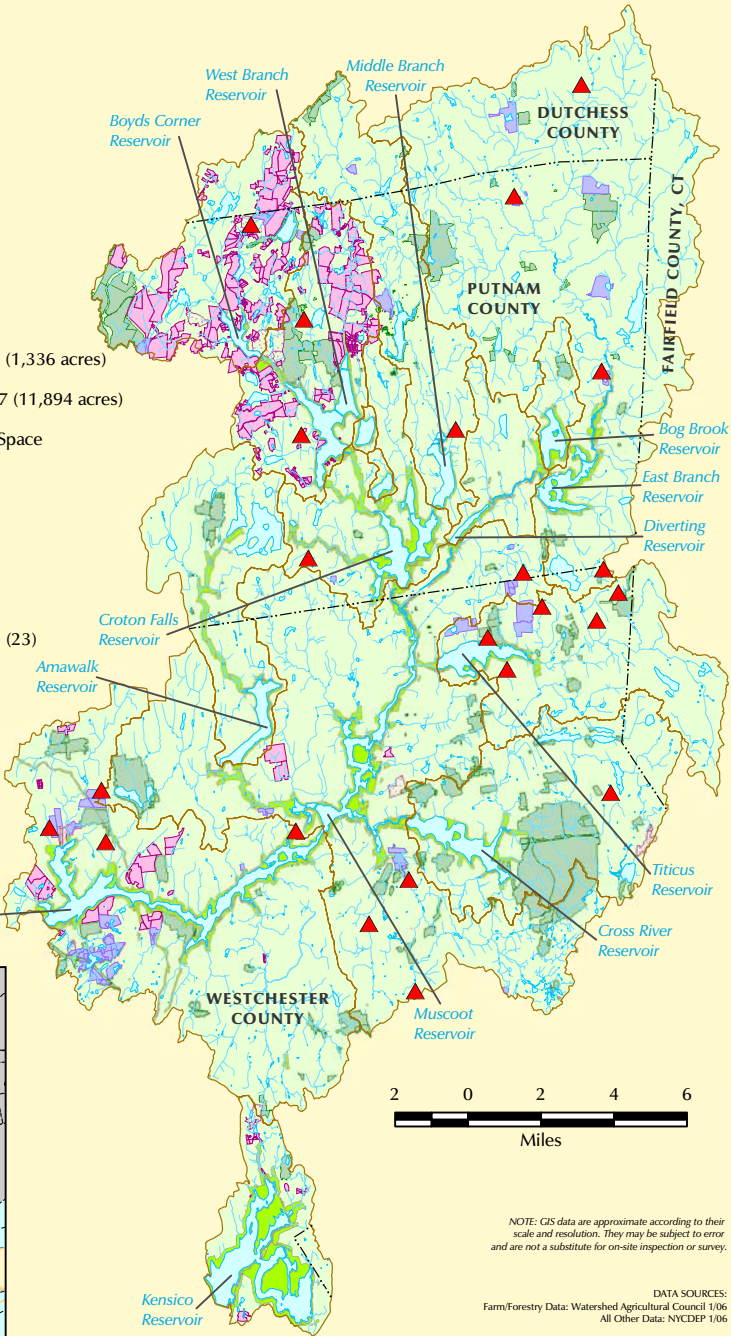 West Branch
Reservoir
Middle Branch
Reservoir
Boyds Corner
Reservoir
DUTCHESS
COUNTY
FAIRFIELD COUNTY, CT
PUTNAM
COUNTY
(1,336 acres)
7 (11,894 acres)
Space
Bog Brook
Reservoir
East Branch
Reservoir
Diverting
Reservoir
Croton Falls
Reservoir
(23)
Amawalk
Reservoir
Titicus
Reservoir
Cross River
Reservoir
WESTCHESTER
COUNTY
Muscoot
Reservoir
2 0 2 4 6
Miles
NOTE: GIS data are approximate according to their
scale and resolution. They may be subject to error
and are not a substitute for on-site inspection or survey.
Kensico
Reservoir
DATA SOURCES:
Farm/Forestry Data: Watershed Agricultural Council 1/06
All Other Data: NYCDEP 1/06